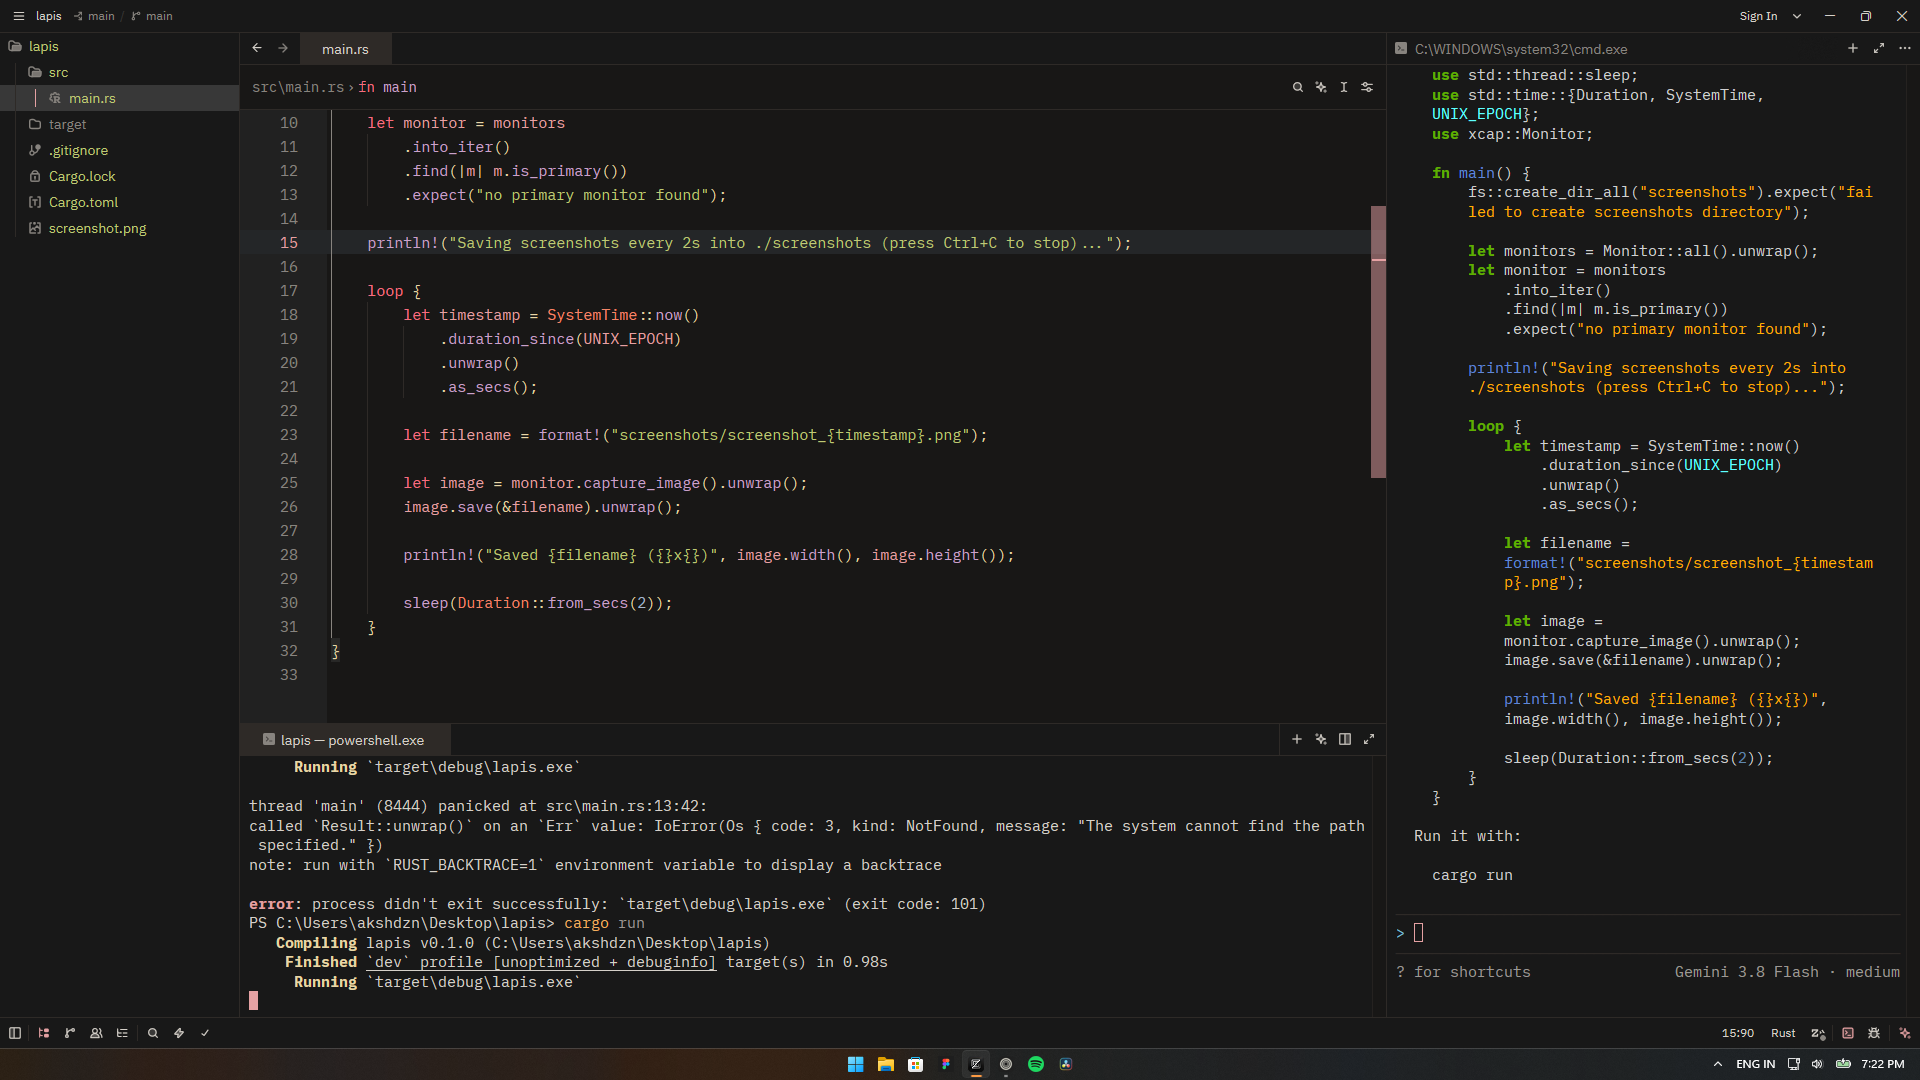 lapis main / main
Sign In
lapis
src
main.rs
target
.gitignore
Cargo.lock
Cargo.toml
screenshot.png
main.rs
src\main.rs › fn main
10 let monitor = monitors
11 .into_iter()
12 .find(|m| m.is_primary())
13 .expect("no primary monitor found");
14
15 println!("Saving screenshots every 2s into ./screenshots (press Ctrl+C to stop)...");
16
17 loop {
18 let timestamp = SystemTime::now()
19 .duration_since(UNIX_EPOCH)
20 .unwrap()
21 .as_secs();
22
23 let filename = format!("screenshots/screenshot_{timestamp}.png");
24
25 let image = monitor.capture_image().unwrap();
26 image.save(&filename).unwrap();
27
28 println!("Saved {filename} ({}x{})", image.width(), image.height());
29
30 sleep(Duration::from_secs(2));
31 }
32 }
33
lapis — powershell.exe
Running `target\debug\lapis.exe`
thread 'main' (8444) panicked at src\main.rs:13:42:
called `Result::unwrap()` on an `Err` value: IoError(Os { code: 3, kind: NotFound, message: "The system cannot find the path
specified." })
note: run with `RUST_BACKTRACE=1` environment variable to display a backtrace
error: process didn't exit successfully: `target\debug\lapis.exe` (exit code: 101)
PS C:\Users\akshdzn\Desktop\lapis> cargo run
Compiling lapis v0.1.0 (C:\Users\akshdzn\Desktop\lapis)
Finished `dev` profile [unoptimized + debuginfo] target(s) in 0.98s
Running `target\debug\lapis.exe`
C:\WINDOWS\system32\cmd.exe
use std::thread::sleep;
use std::time::{Duration, SystemTime,
UNIX_EPOCH};
use xcap::Monitor;
fn main() {
fs::create_dir_all("screenshots").expect("fai
led to create screenshots directory");
let monitors = Monitor::all().unwrap();
let monitor = monitors
.into_iter()
.find(|m| m.is_primary())
.expect("no primary monitor found");
println!("Saving screenshots every 2s into
./screenshots (press Ctrl+C to stop)...");
loop {
let timestamp = SystemTime::now()
.duration_since(UNIX_EPOCH)
.unwrap()
.as_secs();
let filename =
format!("screenshots/screenshot_{timestam
p}.png");
let image =
monitor.capture_image().unwrap();
image.save(&filename).unwrap();
println!("Saved {filename} ({}x{})",
image.width(), image.height());
sleep(Duration::from_secs(2));
}
}
Run it with:
cargo run
>
? for shortcuts Gemini 3.8 Flash · medium
15:90 Rust
ENG IN 7:22 PM